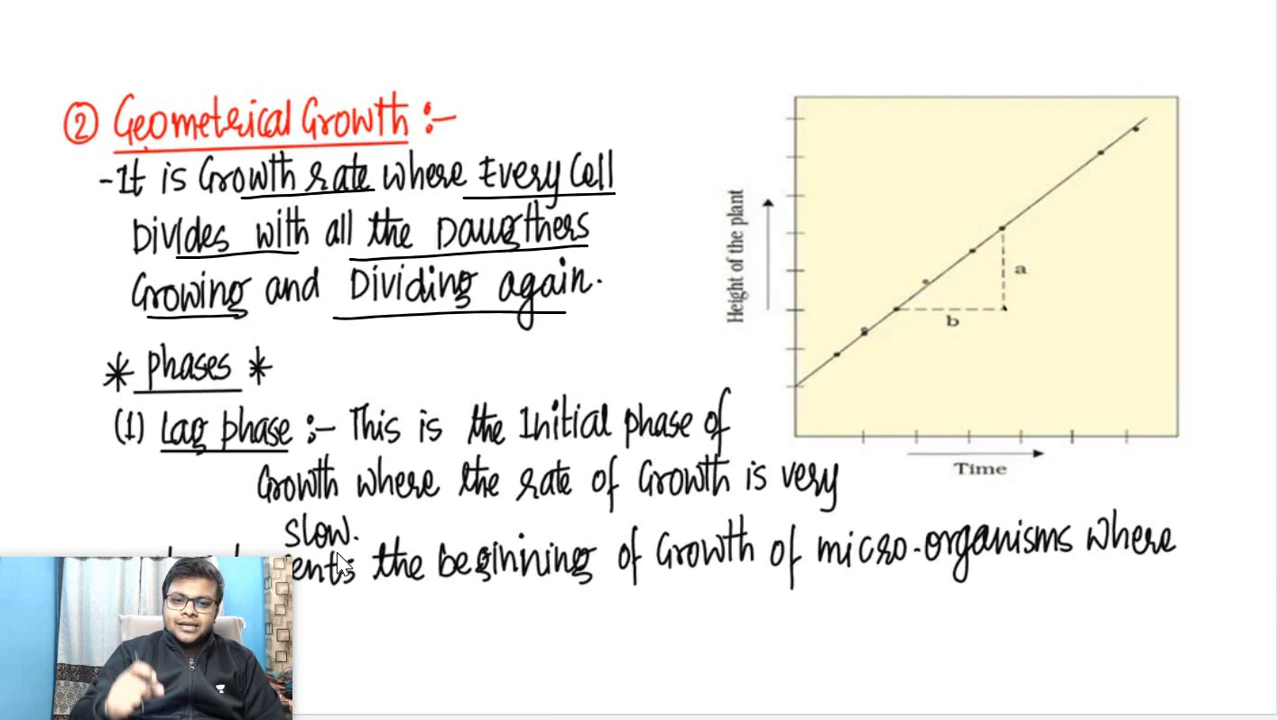 ② Geometrical Growth :-
-It is Growth rate where Every Cell
Divides with all the Daugthers
Growing and Dividing again.
* Phases *
(1) Lag phase :- This is the Initial phase of
Growth where the rate of Growth is very
slow.
ents the beginning of Growth of micro-organisms where
Height of the plant
a
b
Time